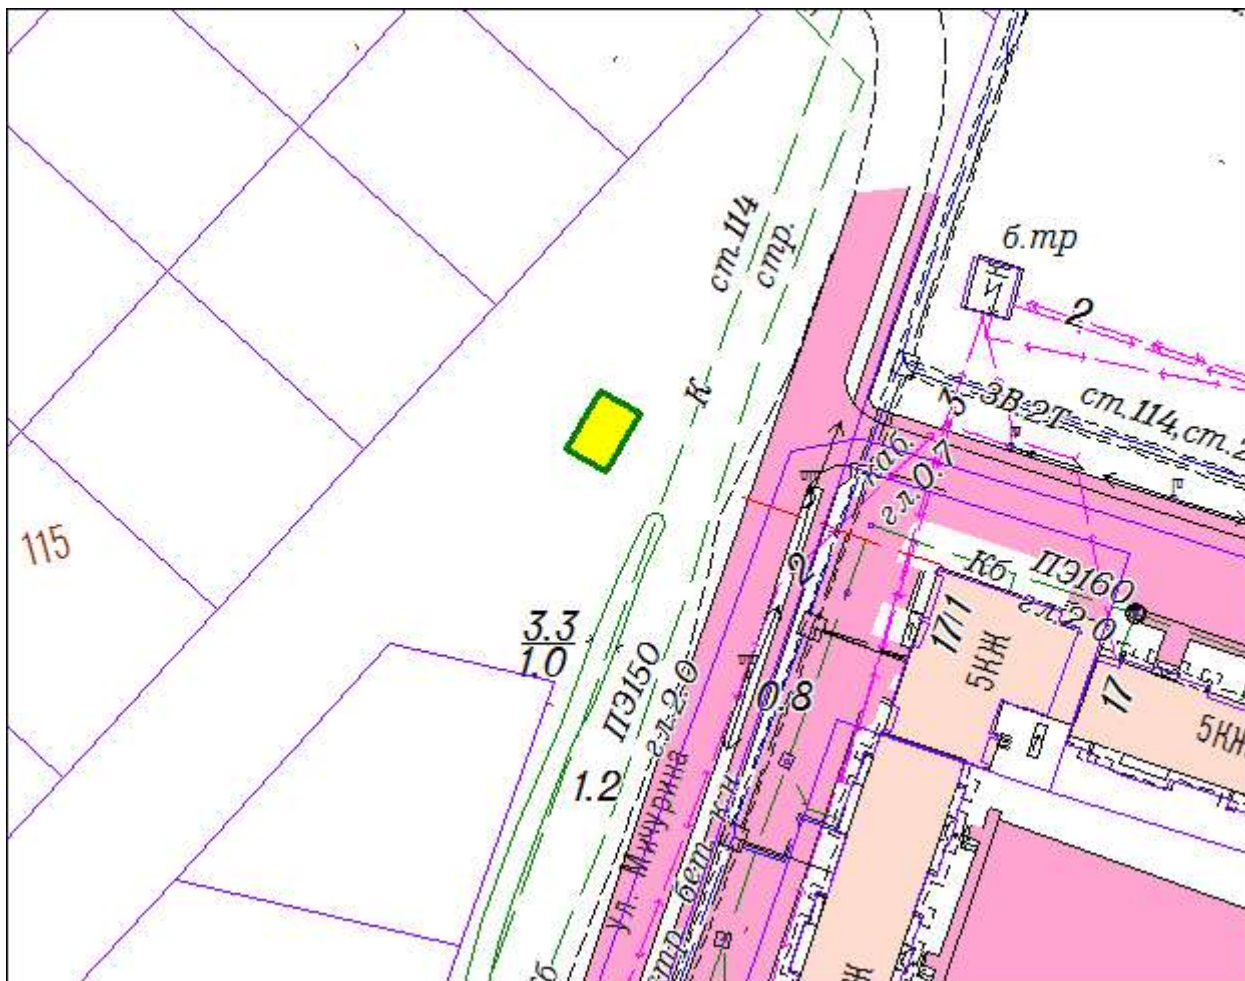 ст.114
стр.
б.тр
И
2
К
3
3В,2Т
ст.114,ст.2
каб.
гл.0.7
115
2
Кб
ПЭ160
гл.2-0
17/1
5КЖ
17
5КЖ
3.3
1.0
ПЭ150
гл.2-0
0.8
1.2
ул. Мичурина